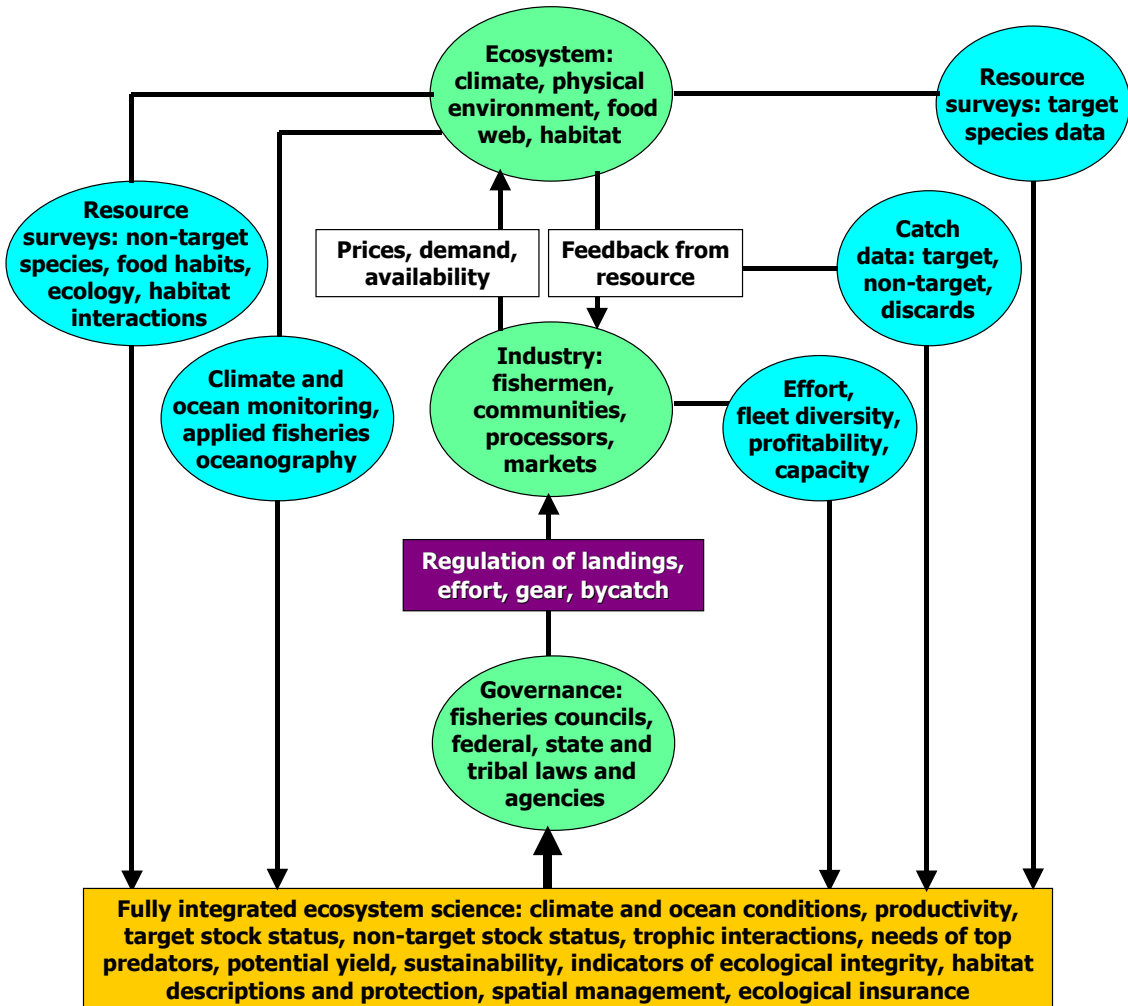 Ecosystem:
climate, physical
environment, food
web, habitat
Resource
surveys: target
species data
Resource
surveys: non-target
species, food habits,
ecology, habitat
interactions
Prices, demand,
availability
Feedback from
resource
Catch
data: target,
non-target,
discards
Climate and
ocean monitoring,
applied fisheries
oceanography
Industry:
fishermen,
communities,
processors,
markets
Effort,
fleet diversity,
profitability,
capacity
Regulation of landings,
effort, gear, bycatch
Governance:
fisheries councils,
federal, state and
tribal laws and
agencies
Fully integrated ecosystem science: climate and ocean conditions, productivity,
target stock status, non-target stock status, trophic interactions, needs of top
predators, potential yield, sustainability, indicators of ecological integrity, habitat
descriptions and protection, spatial management, ecological insurance